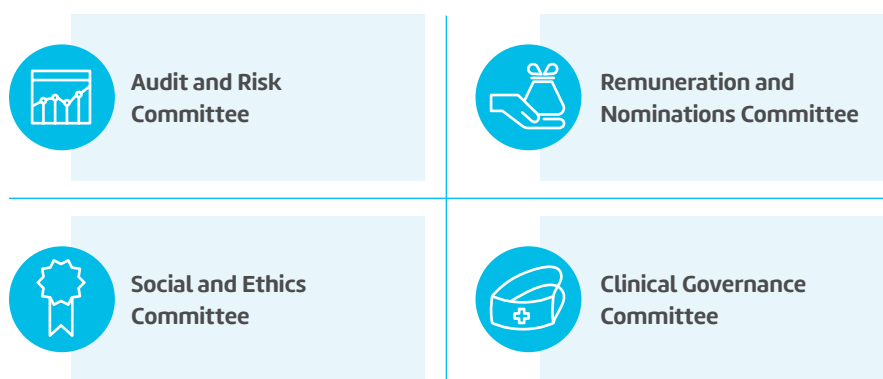 Audit and Risk
Committee
Remuneration and
Nominations Committee
Social and Ethics
Committee
Clinical Governance
Committee